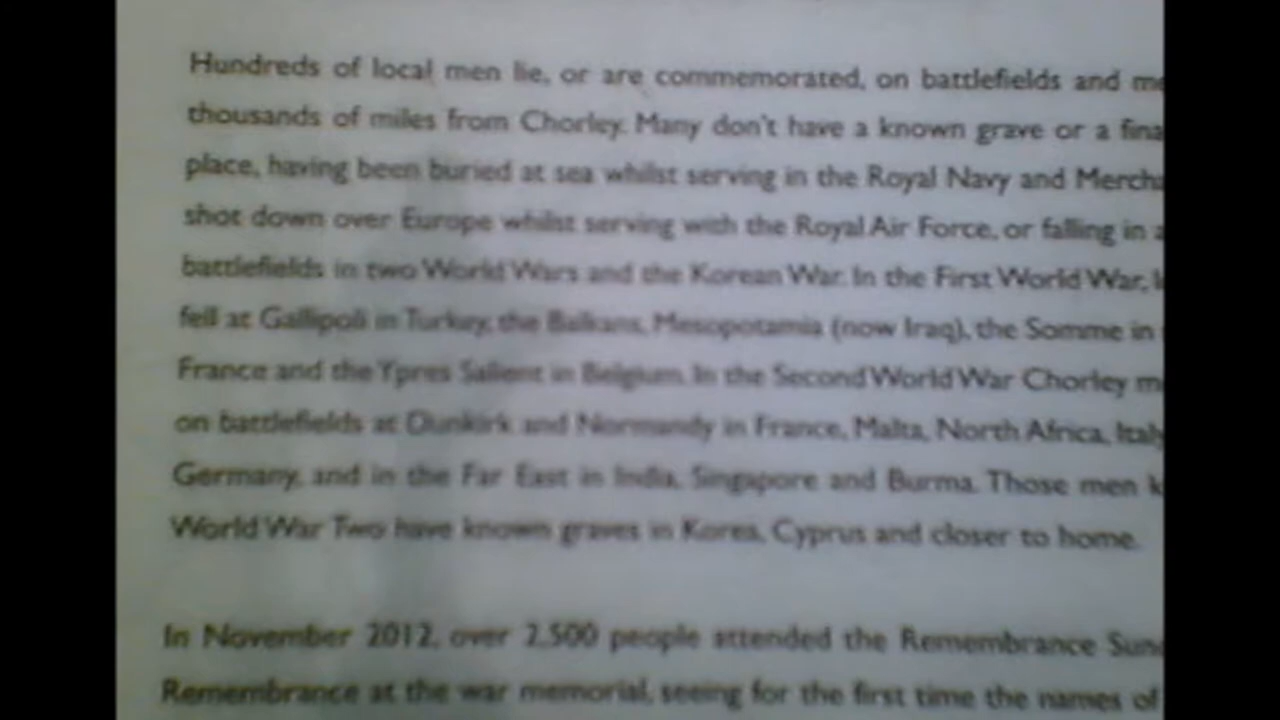 Hundreds of local men lie, or are commemorated, on battlefields and
thousands of miles from Chorley. Many don't have a known grave or a
place, having been buried at sea whilst serving in the Royal Navy and
shot down over Europe whilst serving with the Royal Air Force, or falling in
battlefields in two World Wars and the Korean War. In the First World War,
fell at Gallipoli in Turkey, the Balkans, Mesopotamia (now Iraq), the Somme in
France and the Ypres Salient in Belgium. In the Second World War Chorley
on battlefields at Dunkirk and Normandy in France, Malta, North Africa,
Germany, and in the Far East in India, Singapore and Burma. Those men
World War Two have known graves in Korea, Cyprus and closer to home.
In November 2012, over 2,500 people attended the Remembrance
Remembrance at the war memorial, seeing for the first time the names of